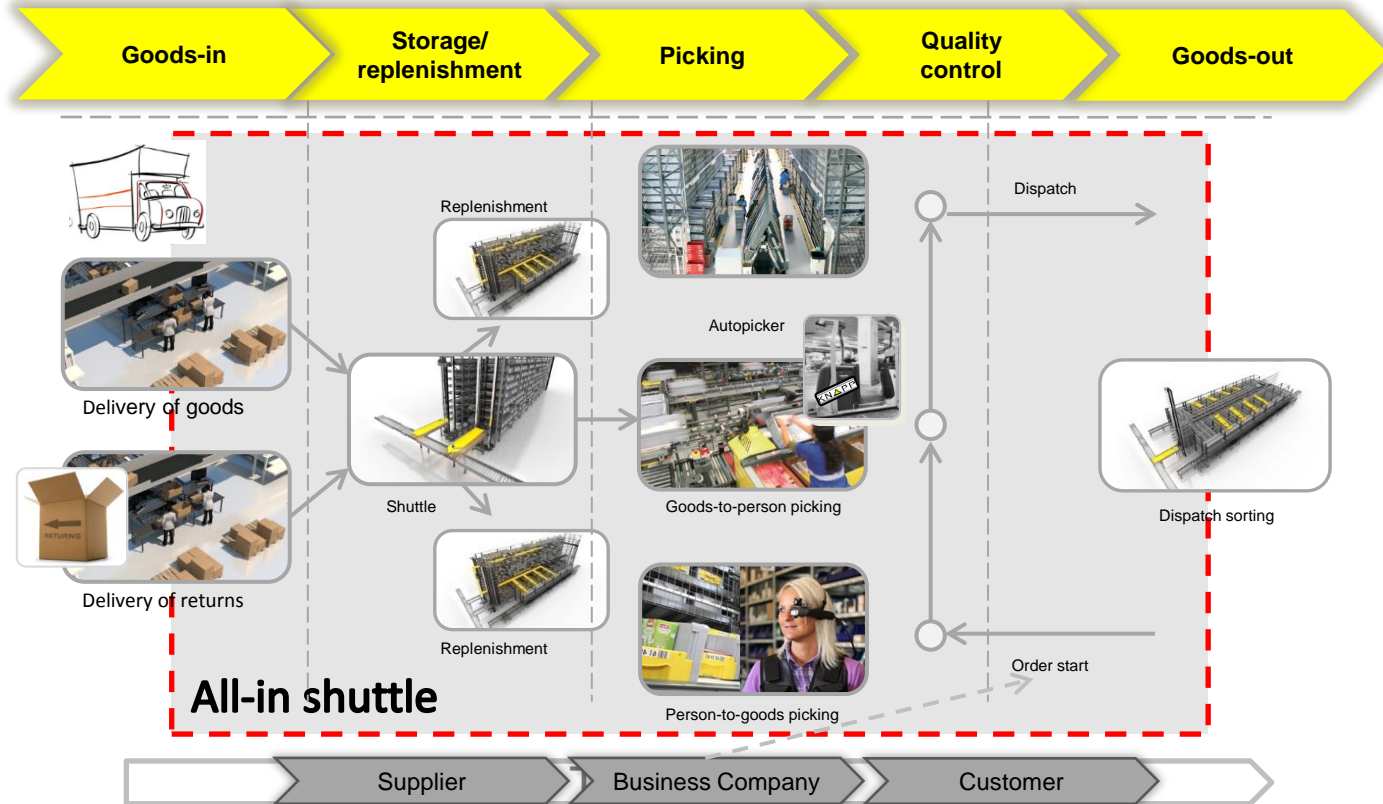 Goods-in
Storage/
replenishment
Picking
Quality
control
Goods-out
Replenishment
Dispatch
Autopicker
KNAPP
Delivery of goods
Shuttle
Goods-to-person picking
Dispatch sorting
RETURNS
Delivery of returns
Replenishment
Order start
All-in shuttle
Person-to-goods picking
Supplier
Business Company
Customer